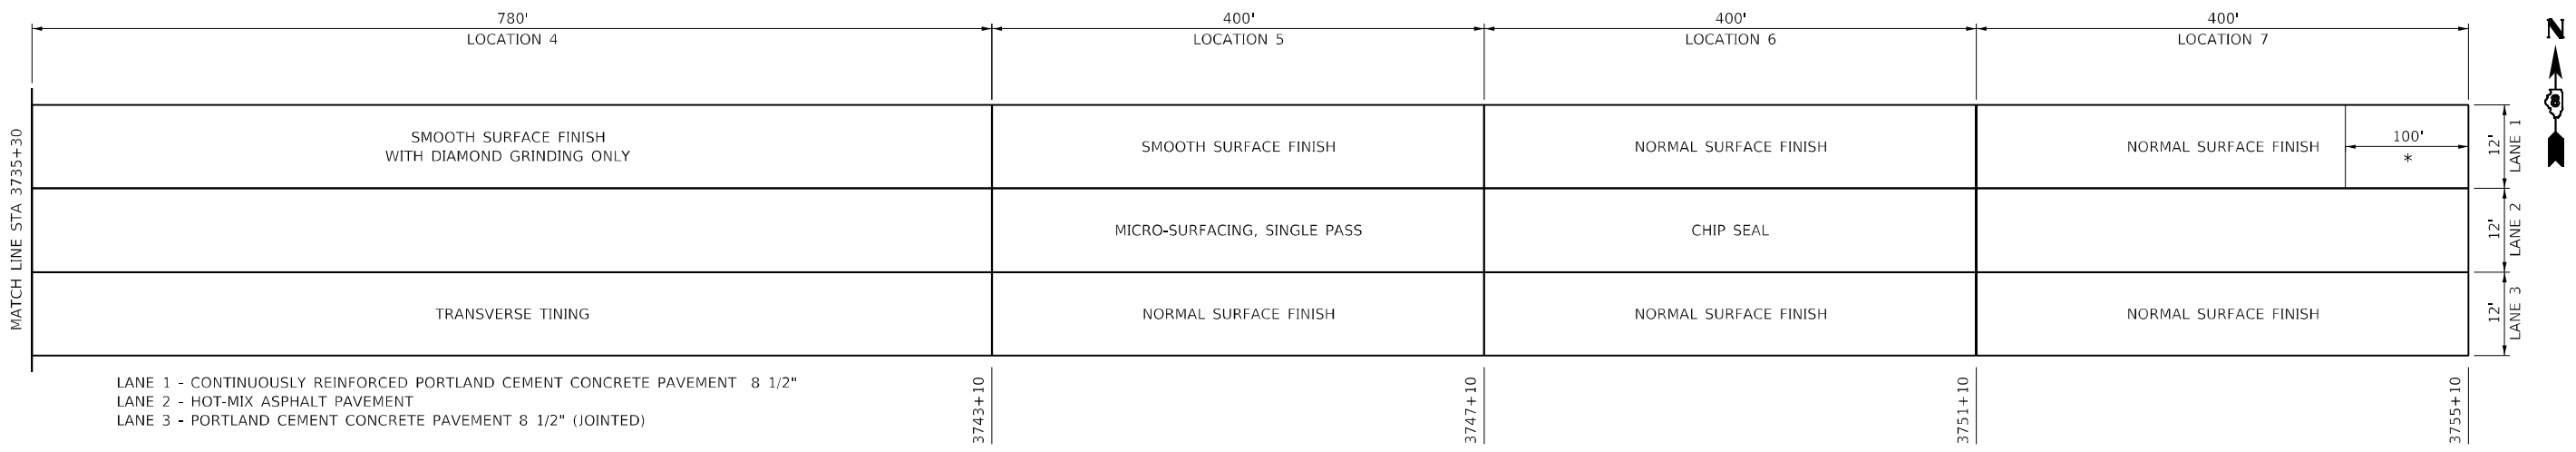 780'
LOCATION 4
400'
LOCATION 5
400'
LOCATION 6
400'
LOCATION 7
N
8
MATCH LINE STA 3735+30
SMOOTH SURFACE FINISH
WITH DIAMOND GRINDING ONLY
SMOOTH SURFACE FINISH
NORMAL SURFACE FINISH
NORMAL SURFACE FINISH
100'
*
12'
LANE 1
MICRO-SURFACING, SINGLE PASS
CHIP SEAL
12'
LANE 2
TRANSVERSE TINING
NORMAL SURFACE FINISH
NORMAL SURFACE FINISH
NORMAL SURFACE FINISH
12'
LANE 3
LANE 1 - CONTINUOUSLY REINFORCED PORTLAND CEMENT CONCRETE PAVEMENT 8 1/2"
LANE 2 - HOT-MIX ASPHALT PAVEMENT
LANE 3 - PORTLAND CEMENT CONCRETE PAVEMENT 8 1/2" (JOINTED)
3743+10
3747+10
3751+10
3755+10